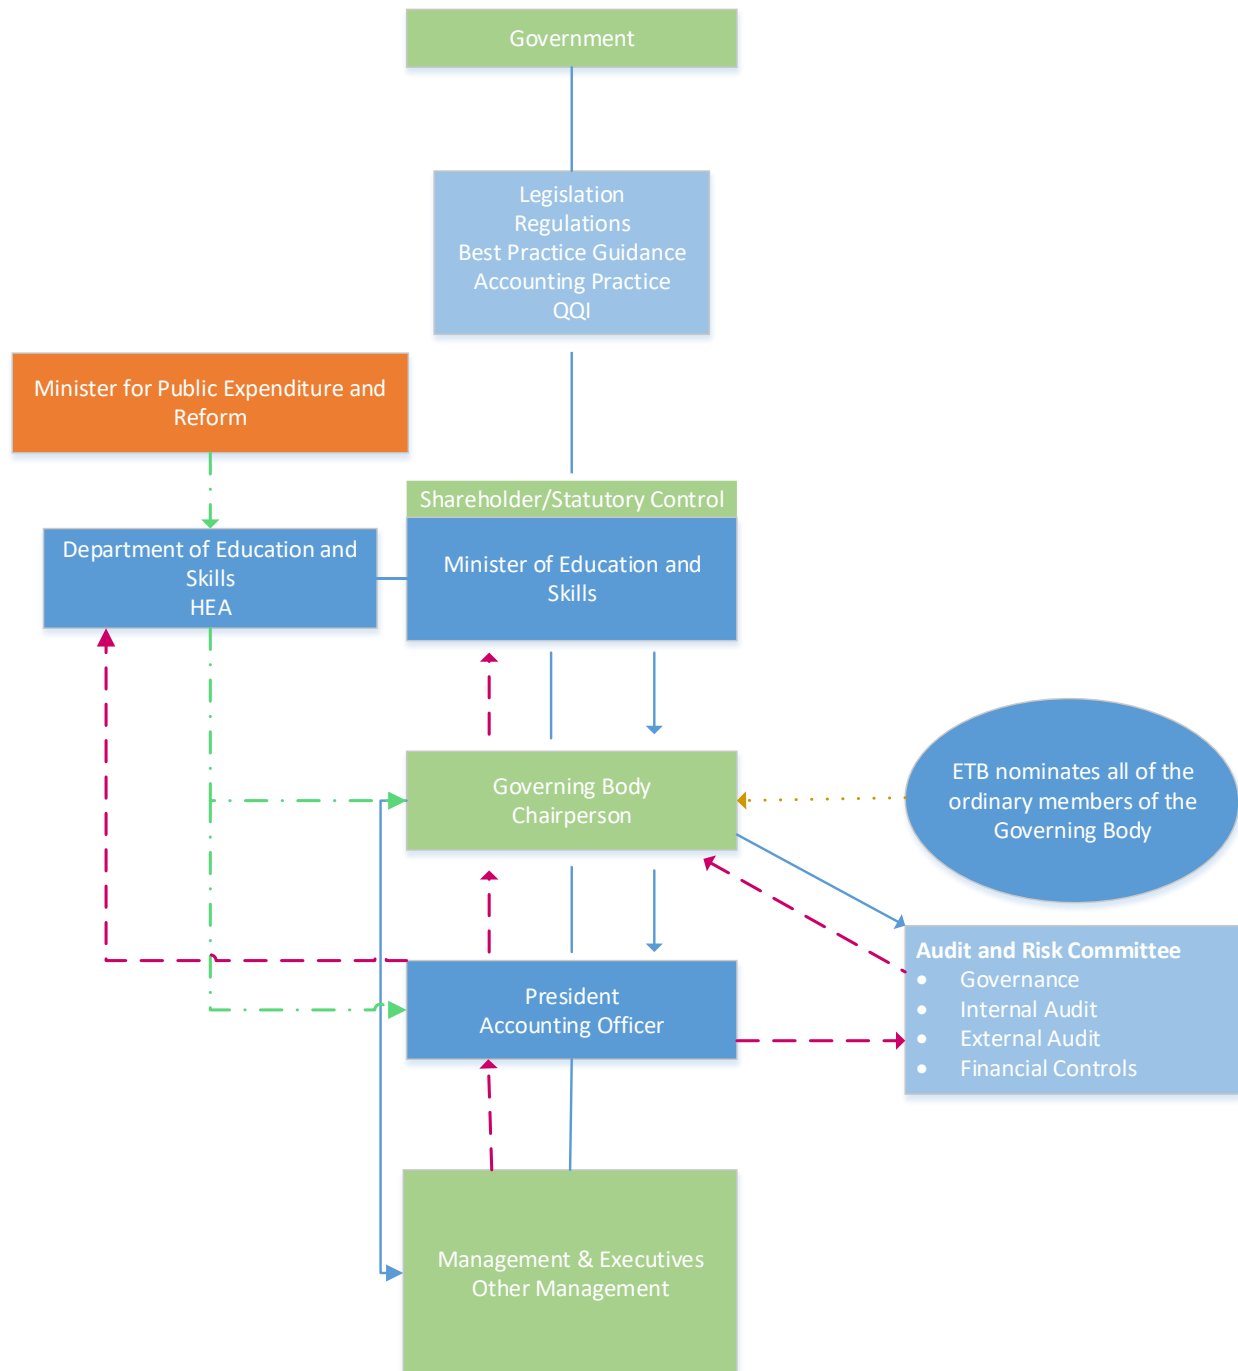 Government
Legislation
Regulations
Best Practice Guidance
Accounting Practice
QQI
Minister for Public Expenditure and
Reform
Shareholder/Statutory Control
Department of Education and
Skills
HEA
Minister of Education and
Skills
Governing Body
Chairperson
ETB nominates all of the
ordinary members of the
Governing Body
Audit and Risk Committee
• Governance
• Internal Audit
• External Audit
• Financial Controls
President
Accounting Officer
Management & Executives
Other Management